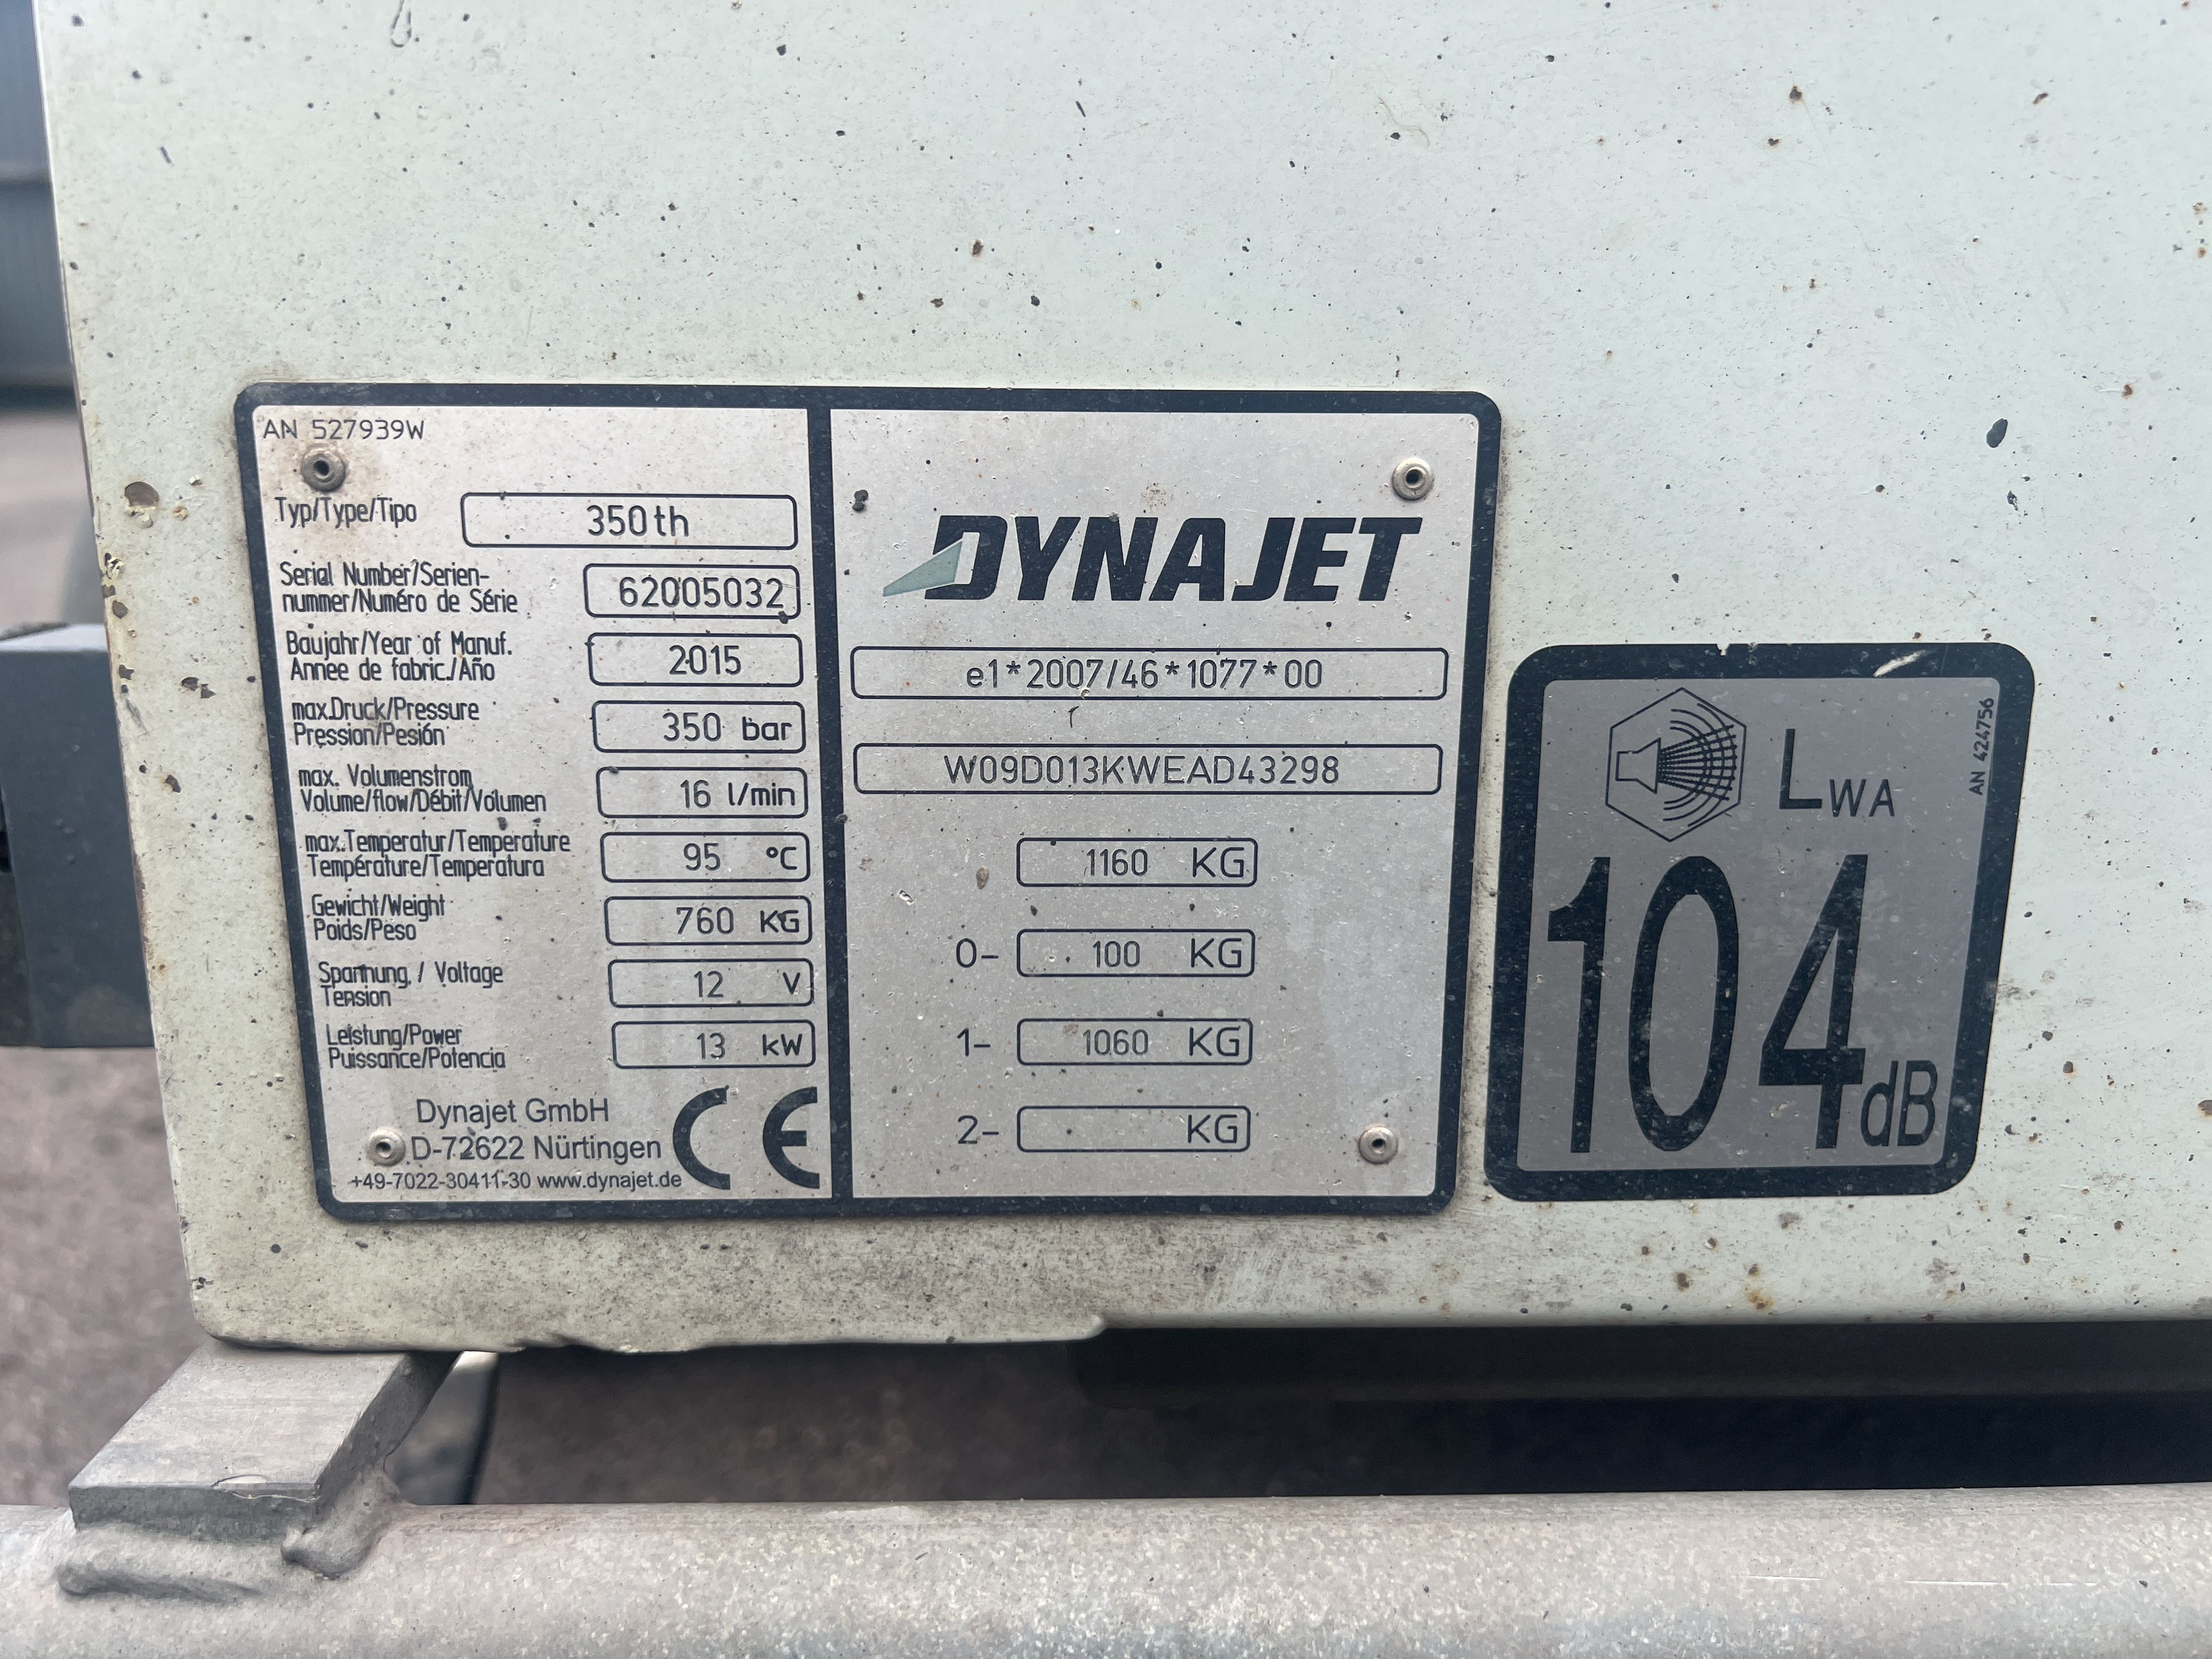 AN 527939W
Typ/Type/Tipo 350th
Serial Number/Serien-
nummer/Numéro de Série 62005032
Baujahr/Year of Manuf.
Annee de fabric./Año 2015
max.Druck/Pressure
Pression/Pesión 350 bar
max. Volumenstrom
Volume/flow/Débit/Volumen 16 l/min
max.Temperatur/Temperature
Température/Temperatura 95 °C
Gewicht/Weight
Poids/Peso 760 KG
Spannung, / Voltage
Tension 12 V
Leistung/Power
Puissance/Potencia 13 kW
Dynajet GmbH
D-72622 Nürtingen
+49-7022-30411-30 www.dynajet.de
CE
DYNAJET
e1*2007/46*1077*00
W09D013KWEAD43298
1160 KG
0- 100 KG
1- 1060 KG
2- KG
LWA
104 dB
AN 424756